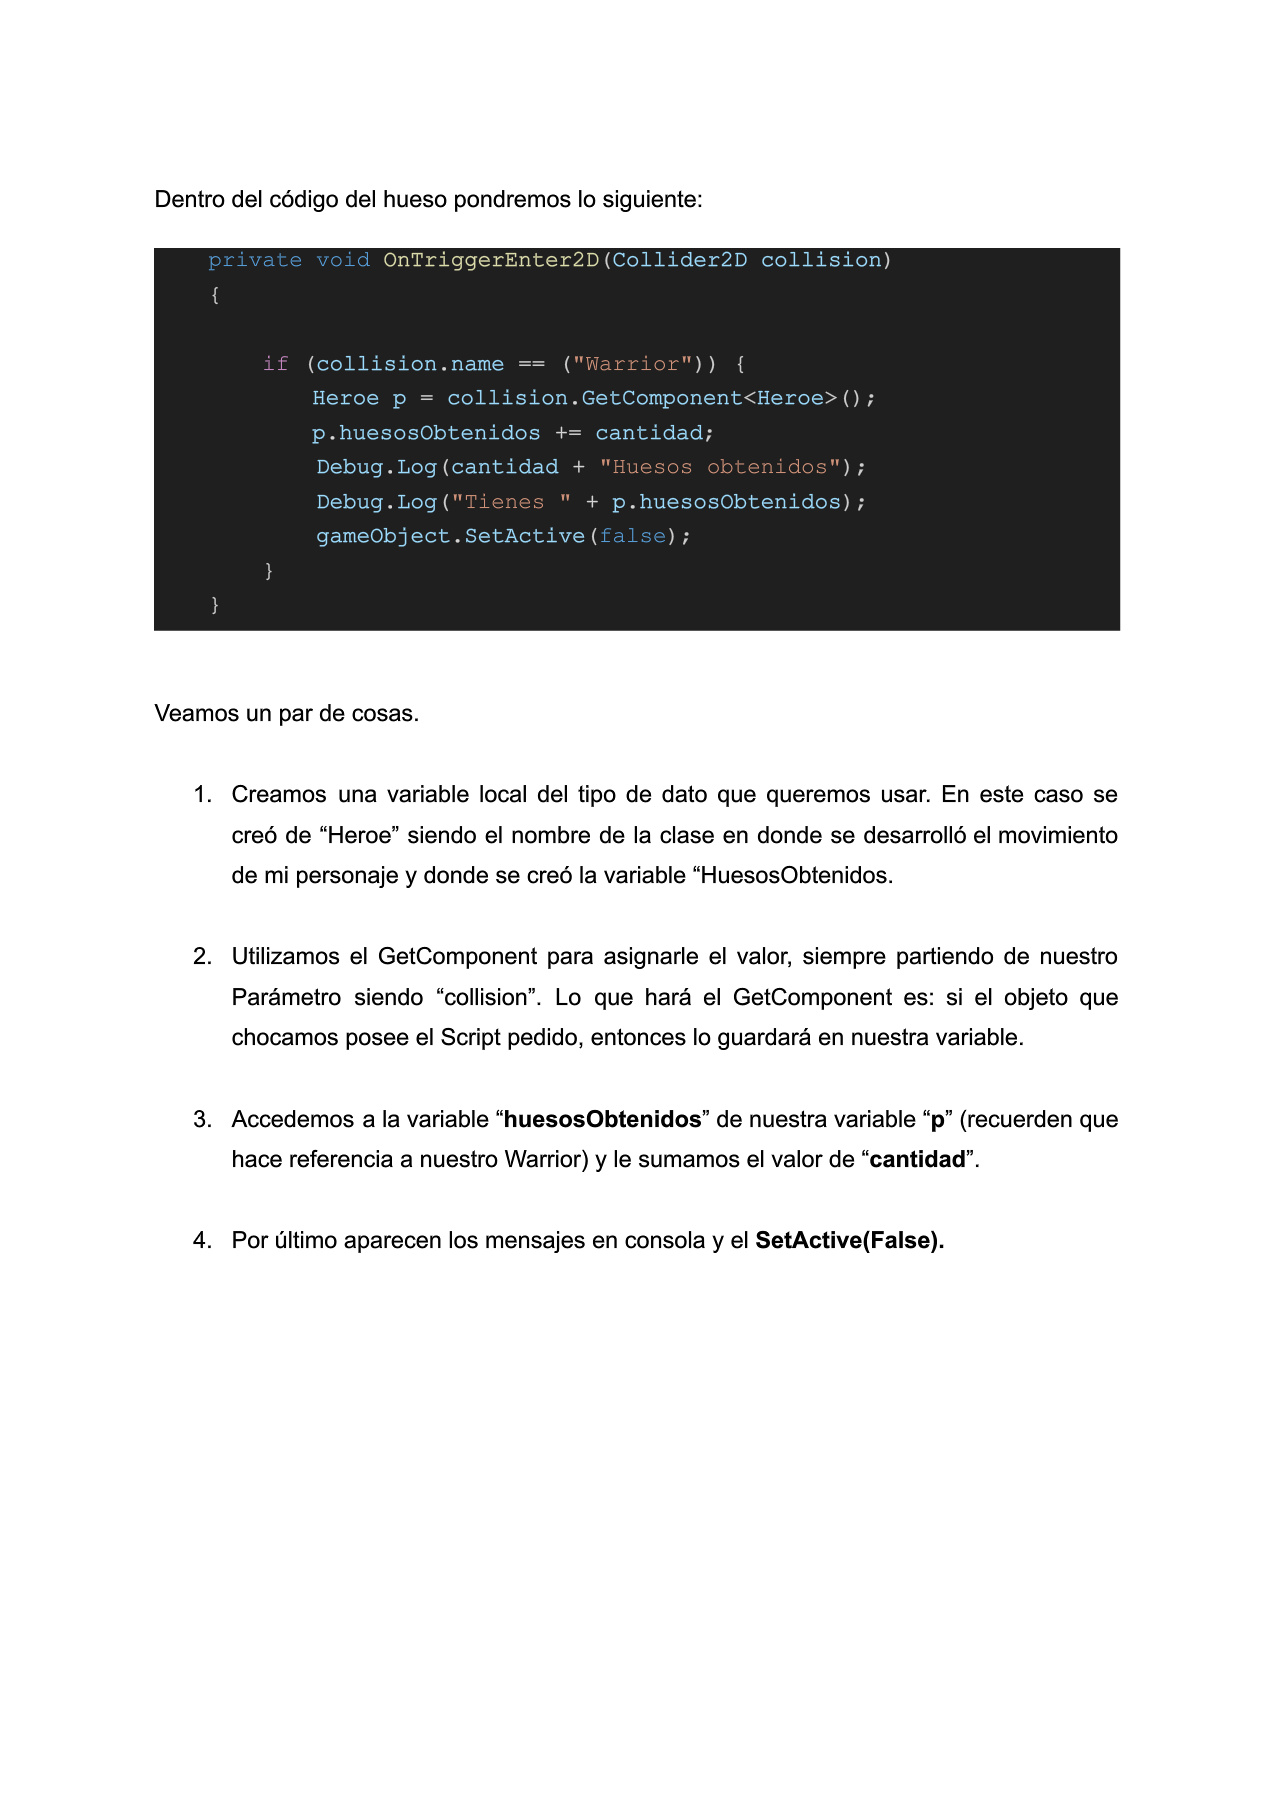 Dentro del código del hueso pondremos lo siguiente:
private void OnTriggerEnter2D(Collider2D collision)
{
if (collision.name == ("Warrior")) {
Heroe p = collision.GetComponent<Heroe>();
p.huesosObtenidos += cantidad;
Debug.Log(cantidad + "Huesos obtenidos");
Debug.Log("Tienes " + p.huesosObtenidos);
gameObject.SetActive(false);
}
}
Veamos un par de cosas.
1. Creamos una variable local del tipo de dato que queremos usar. En este caso se
creó de “Heroe” siendo el nombre de la clase en donde se desarrolló el movimiento
de mi personaje y donde se creó la variable “HuesosObtenidos.
2. Utilizamos el GetComponent para asignarle el valor, siempre partiendo de nuestro
Parámetro siendo “collision”. Lo que hará el GetComponent es: si el objeto que
chocamos posee el Script pedido, entonces lo guardará en nuestra variable.
3. Accedemos a la variable “huesosObtenidos” de nuestra variable “p” (recuerden que
hace referencia a nuestro Warrior) y le sumamos el valor de “cantidad”.
4. Por último aparecen los mensajes en consola y el SetActive(False).